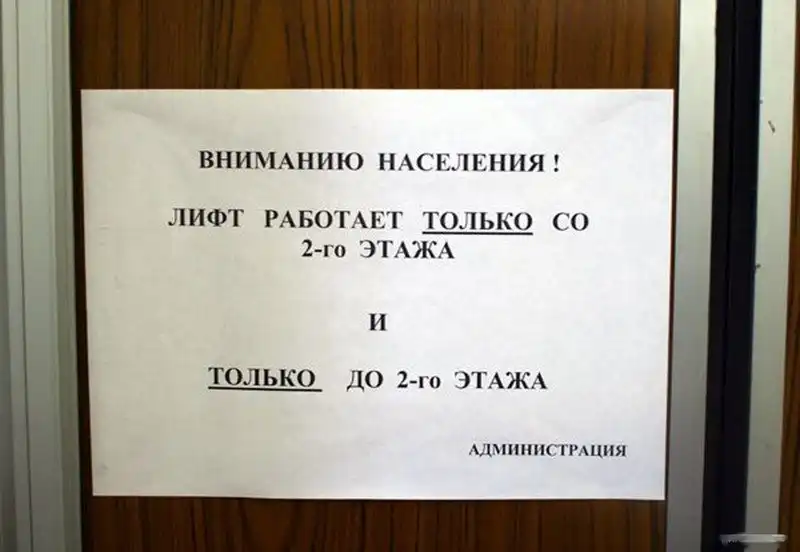 ВНИМАНИЮ НАСЕЛЕНИЯ !
ЛИФТ РАБОТАЕТ ТОЛЬКО СО
2-го ЭТАЖА
И
ТОЛЬКО ДО 2-го ЭТАЖА
АДМИНИСТРАЦИЯ